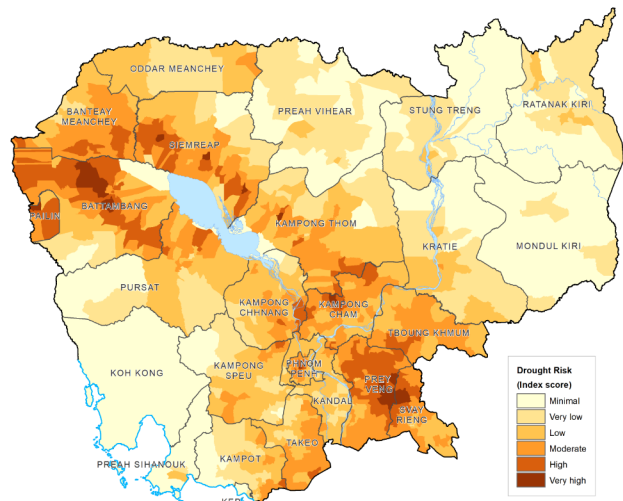 ODDAR MEANCHEY
PREAH VIHEAR
STUNG TRENG
RATANAK KIRI
BANTEAY
MEANCHEY
SIEMREAP
PAILIN
BATTAMBANG
KAMPONG THOM
KRATIE
MONDUL KIRI
PURSAT
KAMPONG
CHHNANG
KAMPONG
CHAM
TBOUNG KHMUM
KOH KONG
KAMPONG
SPEU
PHNOM
PENH
PREY
VENG
KANDAL
SVAY
RIENG
TAKEO
PREAH SIHANOUK
KAMPOT
KEP
Drought Risk
(Index score)
Minimal
Very low
Low
Moderate
High
Very high